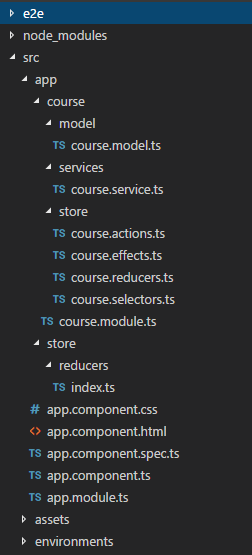 e2e
node_modules
src
app
course
model
TS course.model.ts
services
TS course.service.ts
store
TS course.actions.ts
TS course.effects.ts
TS course.reducers.ts
TS course.selectors.ts
TS course.module.ts
store
reducers
TS index.ts
# app.component.css
<> app.component.html
TS app.component.spec.ts
TS app.component.ts
TS app.module.ts
assets
environments